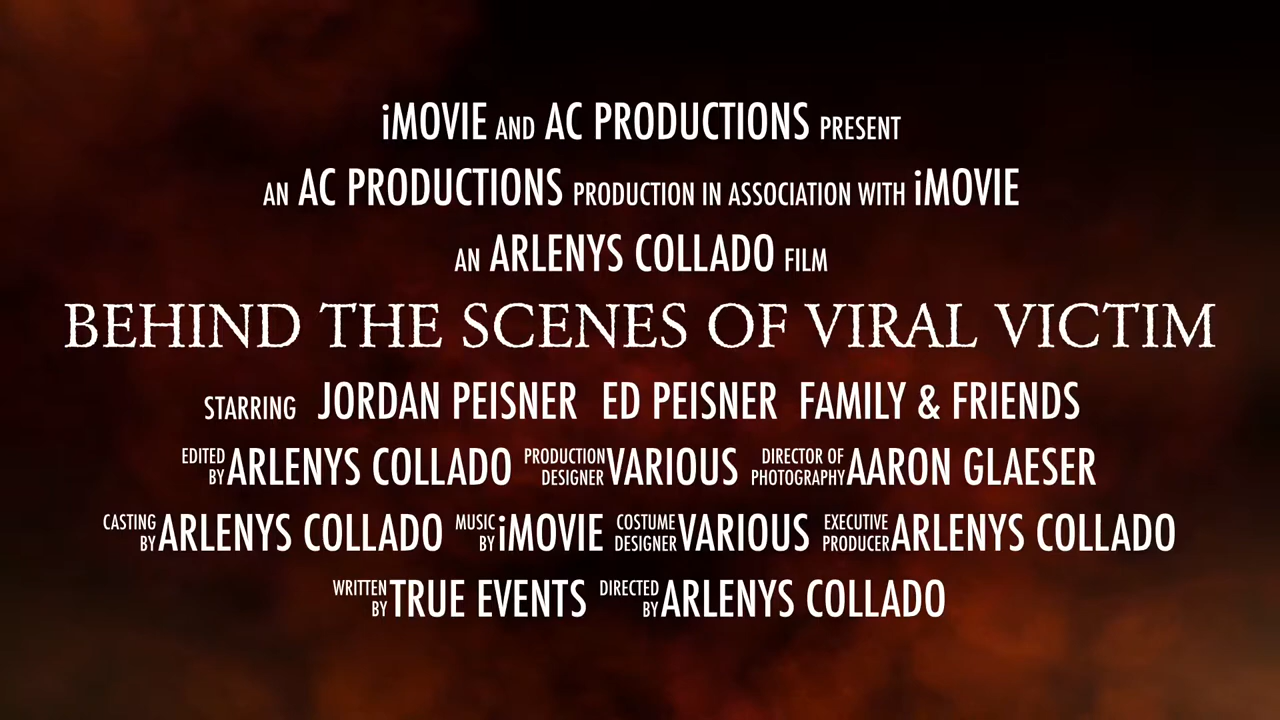 iMOVIE AND AC PRODUCTIONS PRESENT
AN AC PRODUCTIONS PRODUCTION IN ASSOCIATION WITH iMOVIE
AN ARLENYS COLLADO FILM
BEHIND THE SCENES OF VIRAL VICTIM
STARRING JORDAN PEISNER ED PEISNER FAMILY & FRIENDS
EDITED BY ARLENYS COLLADO PRODUCTION DESIGNER VARIOUS DIRECTOR OF PHOTOGRAPHY AARON GLAESER
CASTING BY ARLENYS COLLADO MUSIC BY iMOVIE COSTUME DESIGNER VARIOUS EXECUTIVE PRODUCER ARLENYS COLLADO
WRITTEN BY TRUE EVENTS DIRECTED BY ARLENYS COLLADO